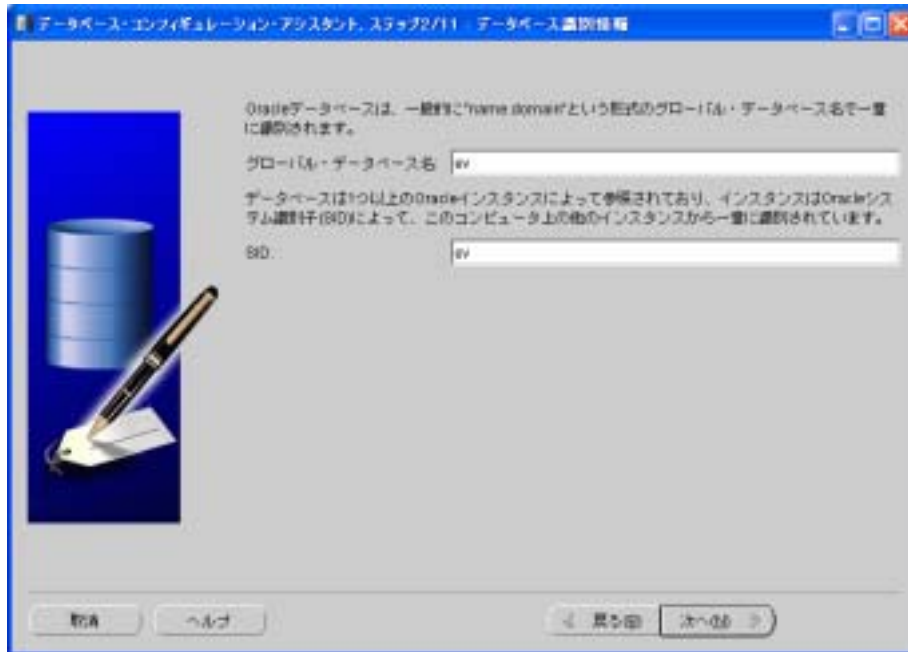 データベース・コンフィギュレーション・アシスタント, ステップ2/11 : データベース識別情報
Oracleデータベースは、一般的に"name.domain"という形式のグローバル・データベース名で一意
に識別されます。
グローバル・データベース名: ev
データベースは1つ以上のOracleインスタンスによって参照されており、インスタンスはOracleシス
テム識別子(SID)によって、このコンピュータ上の他のインスタンスから一意に識別されています。
SID: ev
取消
ヘルプ
戻る(B)
次へ(N)